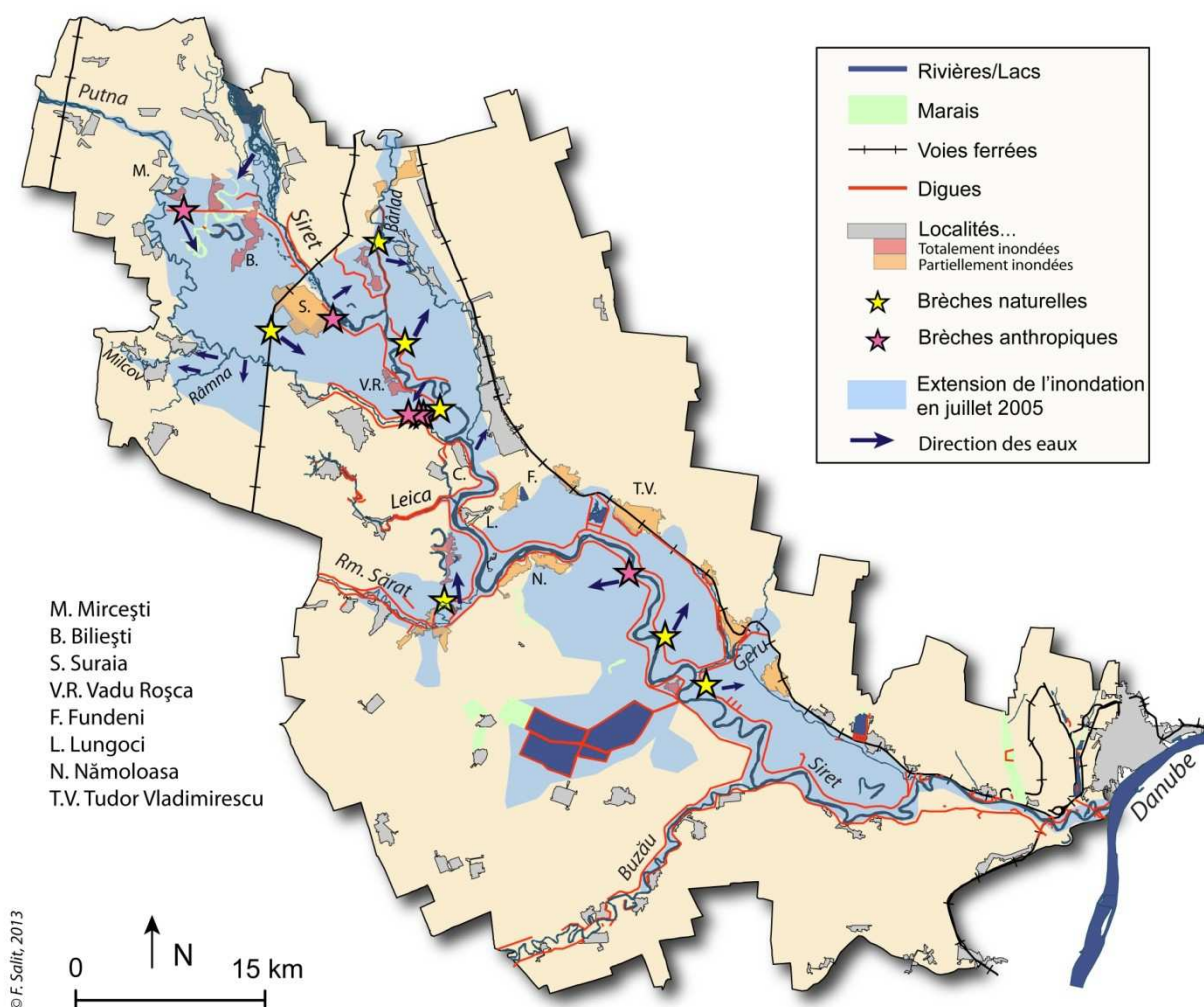 Putna
M.
Siret
Bârlad
B.
S.
Milcov
Râmna
V.R.
C.
F.
T.V.
Leica
L.
Rm. Sărat
N.
Geru
Siret
Buzău
Danube
Rivières/Lacs
Marais
Voies ferrées
Digues
Localités...
Totalement inondées
Partiellement inondées
Brèches naturelles
Brèches anthropiques
Extension de l'inondation
en juillet 2005
Direction des eaux
M. Mirceşti
B. Bilieşti
S. Suraia
V.R. Vadu Roşca
F. Fundeni
L. Lungoci
N. Nămoloasa
T.V. Tudor Vladimirescu
N
0 15 km
© F. Salit, 2013